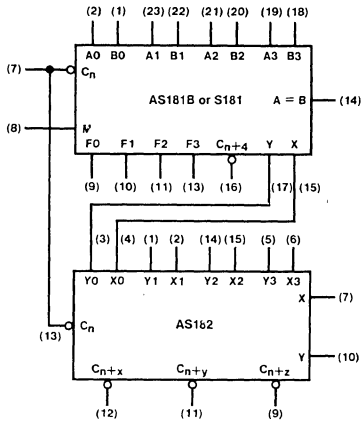 (2) (1) (23) (22) (21) (20) (19) (18)
A0 B0 A1 B1 A2 B2 A3 B3
(7) Cn
AS181B or S181 A = B (14)
(8) M
F0 F1 F2 F3 Cn+4 Y X
(9) (10) (11) (13) (16) (17) (15)
(3) (4) (1) (2) (14) (15) (5) (6)
Y0 X0 Y1 X1 Y2 X2 Y3 X3
X (7)
(13) Cn AS182
Y (10)
Cn+x Cn+y Cn+z
(12) (11) (9)